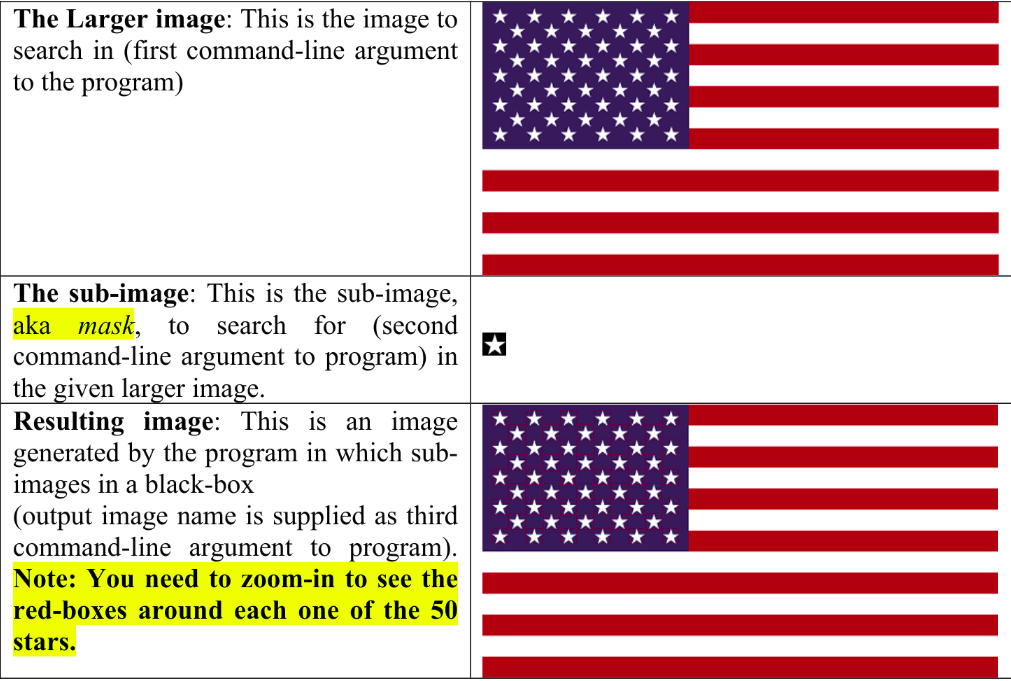 The Larger image: This is the image to
search in (first command-line argument
to the program)
The sub-image: This is the sub-image,
aka mask, to search for (second
command-line argument to program) in
the given larger image.
Resulting image: This is an image
generated by the program in which sub-
images in a black-box
(output image name is supplied as third
command-line argument to program).
Note: You need to zoom-in to see the
red-boxes around each one of the 50
stars.